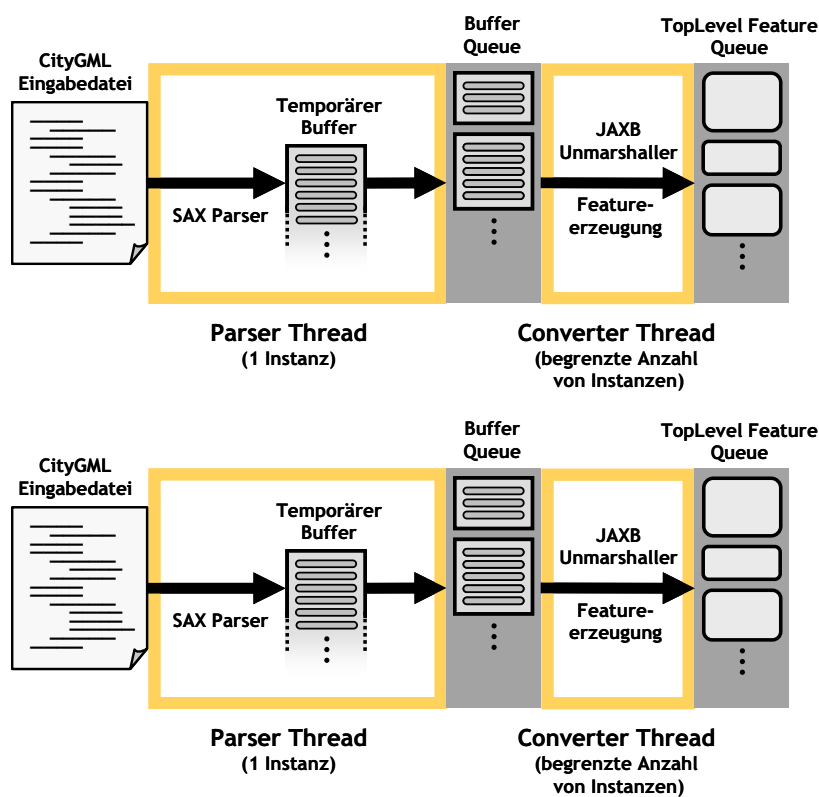 Buffer
Queue
TopLevel Feature
Queue
CityGML
Eingabedatei
Temporärer
Buffer
JAXB
Unmarshaller
SAX Parser
Feature-
erzeugung
Parser Thread
(1 Instanz)
Converter Thread
(begrenzte Anzahl
von Instanzen)
Buffer
Queue
TopLevel Feature
Queue
CityGML
Eingabedatei
Temporärer
Buffer
JAXB
Unmarshaller
SAX Parser
Feature-
erzeugung
Parser Thread
(1 Instanz)
Converter Thread
(begrenzte Anzahl
von Instanzen)